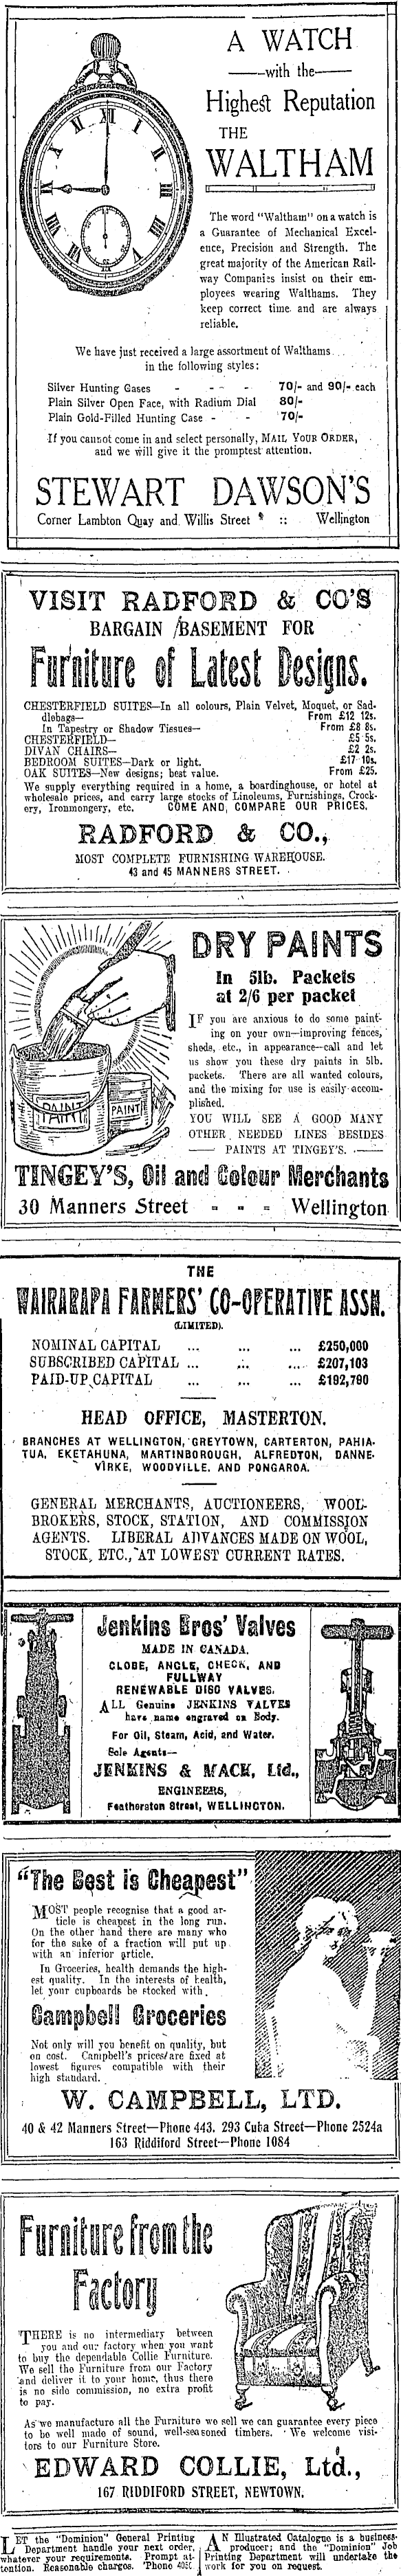 A WATCH
—with the—
Highest Reputation
THE
WALTHAM
The word "Waltham" on a watch is
a Guarantee of Mechanical Excel-
ence, Precision and Strength. The
great majority of the American Rail-
way Companies insist on their em-
ployees wearing Walthams. They
keep correct time and are always
reliable.
We have just received a large assortment of Walthams
in the following styles:
Silver Hunting Cases - - - 70/- and 90/- each
Plain Silver Open Face, with Radium Dial 80/-
Plain Gold-Filled Hunting Case - - 70/-
If you cannot come in and select personally, MAIL YOUR ORDER,
and we will give it the promptest attention.
STEWART DAWSON'S
Corner Lambton Quay and Willis Street :: Wellington
VISIT RADFORD & CO'S
BARGAIN BASEMENT FOR
Furniture of Latest Designs.
CHESTERFIELD SUITES—In all colours, Plain Velvet, Moquet, or Sad-
dlebags— From £12 12s.
In Tapestry or Shadow Tissues— From £8 8s.
CHESTERFIELD— £5 5s.
DIVAN CHAIRS— £2 2s.
BEDROOM SUITES—Dark or light. £17 10s.
OAK SUITES—New designs; best value. From £25.
We supply everything required in a home, a boardinghouse, or hotel at
wholesale prices, and carry large stocks of Linoleums, Furnishings, Crock-
ery, Ironmongery, etc. COME AND COMPARE OUR PRICES.
RADFORD & CO.,
MOST COMPLETE FURNISHING WAREHOUSE.
43 and 45 MANNERS STREET.
DRY PAINTS
In 5lb. Packets
at 2/6 per packet
IF you are anxious to do some paint-
ing on your own—improving fences,
sheds, etc., in appearance—call and let
us show you these dry paints in 5lb.
packets. There are all wanted colours,
and the mixing for use is easily accom-
plished.
YOU WILL SEE A GOOD MANY
OTHER NEEDED LINES BESIDES
—— PAINTS AT TINGEY'S. ——
PAINT
PAINT
TINGEY'S, Oil and Colour Merchants
30 Manners Street - - - Wellington
THE
WAIRARAPA FARMERS' CO-OPERATIVE ASSN.
(LIMITED).
NOMINAL CAPITAL ... ... ... £250,000
SUBSCRIBED CAPITAL ... ... ... £207,103
PAID-UP CAPITAL ... ... ... £192,790
HEAD OFFICE, MASTERTON.
BRANCHES AT WELLINGTON, GREYTOWN, CARTERTON, PAHIA-
TUA, EKETAHUNA, MARTINBOROUGH, ALFREDTON, DANNE-
VIRKE, WOODVILLE. AND PONGAROA.
GENERAL MERCHANTS, AUCTIONEERS, WOOL-
BROKERS, STOCK, STATION, AND COMMISSION
AGENTS. LIBERAL ADVANCES MADE ON WOOL,
STOCK, ETC., AT LOWEST CURRENT RATES.
Jenkins Bros' Valves
MADE IN CANADA.
GLOBE, ANGLE, CHECK, AND
FULLWAY
RENEWABLE DISC VALVES.
ALL Genuine JENKINS VALVES
have name engraved on Body.
For Oil, Steam, Acid, and Water.
Sole Agents—
JENKINS & MACK, Ltd.,
ENGINEERS,
Featherston Street, WELLINGTON.
"The Best is Cheapest"
MOST people recognise that a good ar-
ticle is cheapest in the long run.
On the other hand there are many who
for the sake of a fraction will put up
with an inferior article.
In Groceries, health demands the high-
est quality. In the interests of health,
let your cupboards be stocked with
Campbell Groceries
Not only will you benefit on quality, but
on cost. Campbell's prices are fixed at
lowest figures compatible with their
high standard.
W. CAMPBELL, LTD.
40 & 42 Manners Street—Phone 443. 293 Cuba Street—Phone 2524a
163 Riddiford Street—Phone 1084
Furniture from the
Factory
THERE is no intermediary between
you and our factory when you want
to buy the dependable Collie Furniture.
We sell the Furniture from our Factory
and deliver it to your home, thus there
is no side commission, no extra profit
to pay.
As we manufacture all the Furniture we sell we can guarantee every piece
to be well made of sound, well-seasoned timbers. We welcome visi-
tors to our Furniture Store.
EDWARD COLLIE, Ltd.,
167 RIDDIFORD STREET, NEWTOWN.
LET the "Dominion" General Printing
Department handle your next order,
whatever your requirements. Prompt at-
tention. Reasonable charges. 'Phone
AN Illustrated Catalogue is a business-
producer; and the "Dominion" Job
Printing Department will undertake the
work for you on request.